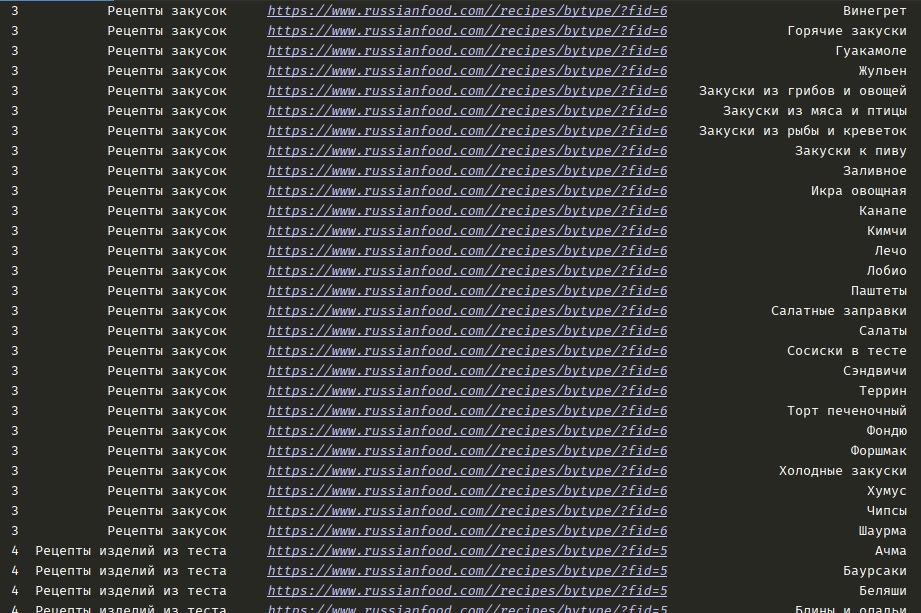 3 Рецепты закусок https://www.russianfood.com//recipes/bytype/?fid=6 Винегрет
3 Рецепты закусок https://www.russianfood.com//recipes/bytype/?fid=6 Горячие закуски
3 Рецепты закусок https://www.russianfood.com//recipes/bytype/?fid=6 Гуакамоле
3 Рецепты закусок https://www.russianfood.com//recipes/bytype/?fid=6 Жульен
3 Рецепты закусок https://www.russianfood.com//recipes/bytype/?fid=6 Закуски из грибов и овощей
3 Рецепты закусок https://www.russianfood.com//recipes/bytype/?fid=6 Закуски из мяса и птицы
3 Рецепты закусок https://www.russianfood.com//recipes/bytype/?fid=6 Закуски из рыбы и креветок
3 Рецепты закусок https://www.russianfood.com//recipes/bytype/?fid=6 Закуски к пиву
3 Рецепты закусок https://www.russianfood.com//recipes/bytype/?fid=6 Заливное
3 Рецепты закусок https://www.russianfood.com//recipes/bytype/?fid=6 Икра овощная
3 Рецепты закусок https://www.russianfood.com//recipes/bytype/?fid=6 Канапе
3 Рецепты закусок https://www.russianfood.com//recipes/bytype/?fid=6 Кимчи
3 Рецепты закусок https://www.russianfood.com//recipes/bytype/?fid=6 Лечо
3 Рецепты закусок https://www.russianfood.com//recipes/bytype/?fid=6 Лобио
3 Рецепты закусок https://www.russianfood.com//recipes/bytype/?fid=6 Паштеты
3 Рецепты закусок https://www.russianfood.com//recipes/bytype/?fid=6 Салатные заправки
3 Рецепты закусок https://www.russianfood.com//recipes/bytype/?fid=6 Салаты
3 Рецепты закусок https://www.russianfood.com//recipes/bytype/?fid=6 Сосиски в тесте
3 Рецепты закусок https://www.russianfood.com//recipes/bytype/?fid=6 Сэндвичи
3 Рецепты закусок https://www.russianfood.com//recipes/bytype/?fid=6 Террин
3 Рецепты закусок https://www.russianfood.com//recipes/bytype/?fid=6 Торт печеночный
3 Рецепты закусок https://www.russianfood.com//recipes/bytype/?fid=6 Фондю
3 Рецепты закусок https://www.russianfood.com//recipes/bytype/?fid=6 Форшмак
3 Рецепты закусок https://www.russianfood.com//recipes/bytype/?fid=6 Холодные закуски
3 Рецепты закусок https://www.russianfood.com//recipes/bytype/?fid=6 Хумус
3 Рецепты закусок https://www.russianfood.com//recipes/bytype/?fid=6 Чипсы
3 Рецепты закусок https://www.russianfood.com//recipes/bytype/?fid=6 Шаурма
4 Рецепты изделий из теста https://www.russianfood.com//recipes/bytype/?fid=5 Ачма
4 Рецепты изделий из теста https://www.russianfood.com//recipes/bytype/?fid=5 Баурсаки
4 Рецепты изделий из теста https://www.russianfood.com//recipes/bytype/?fid=5 Беляши
4 Рецепты изделий из теста https://www.russianfood.com//recipes/bytype/?fid=5 Блины и оладьи